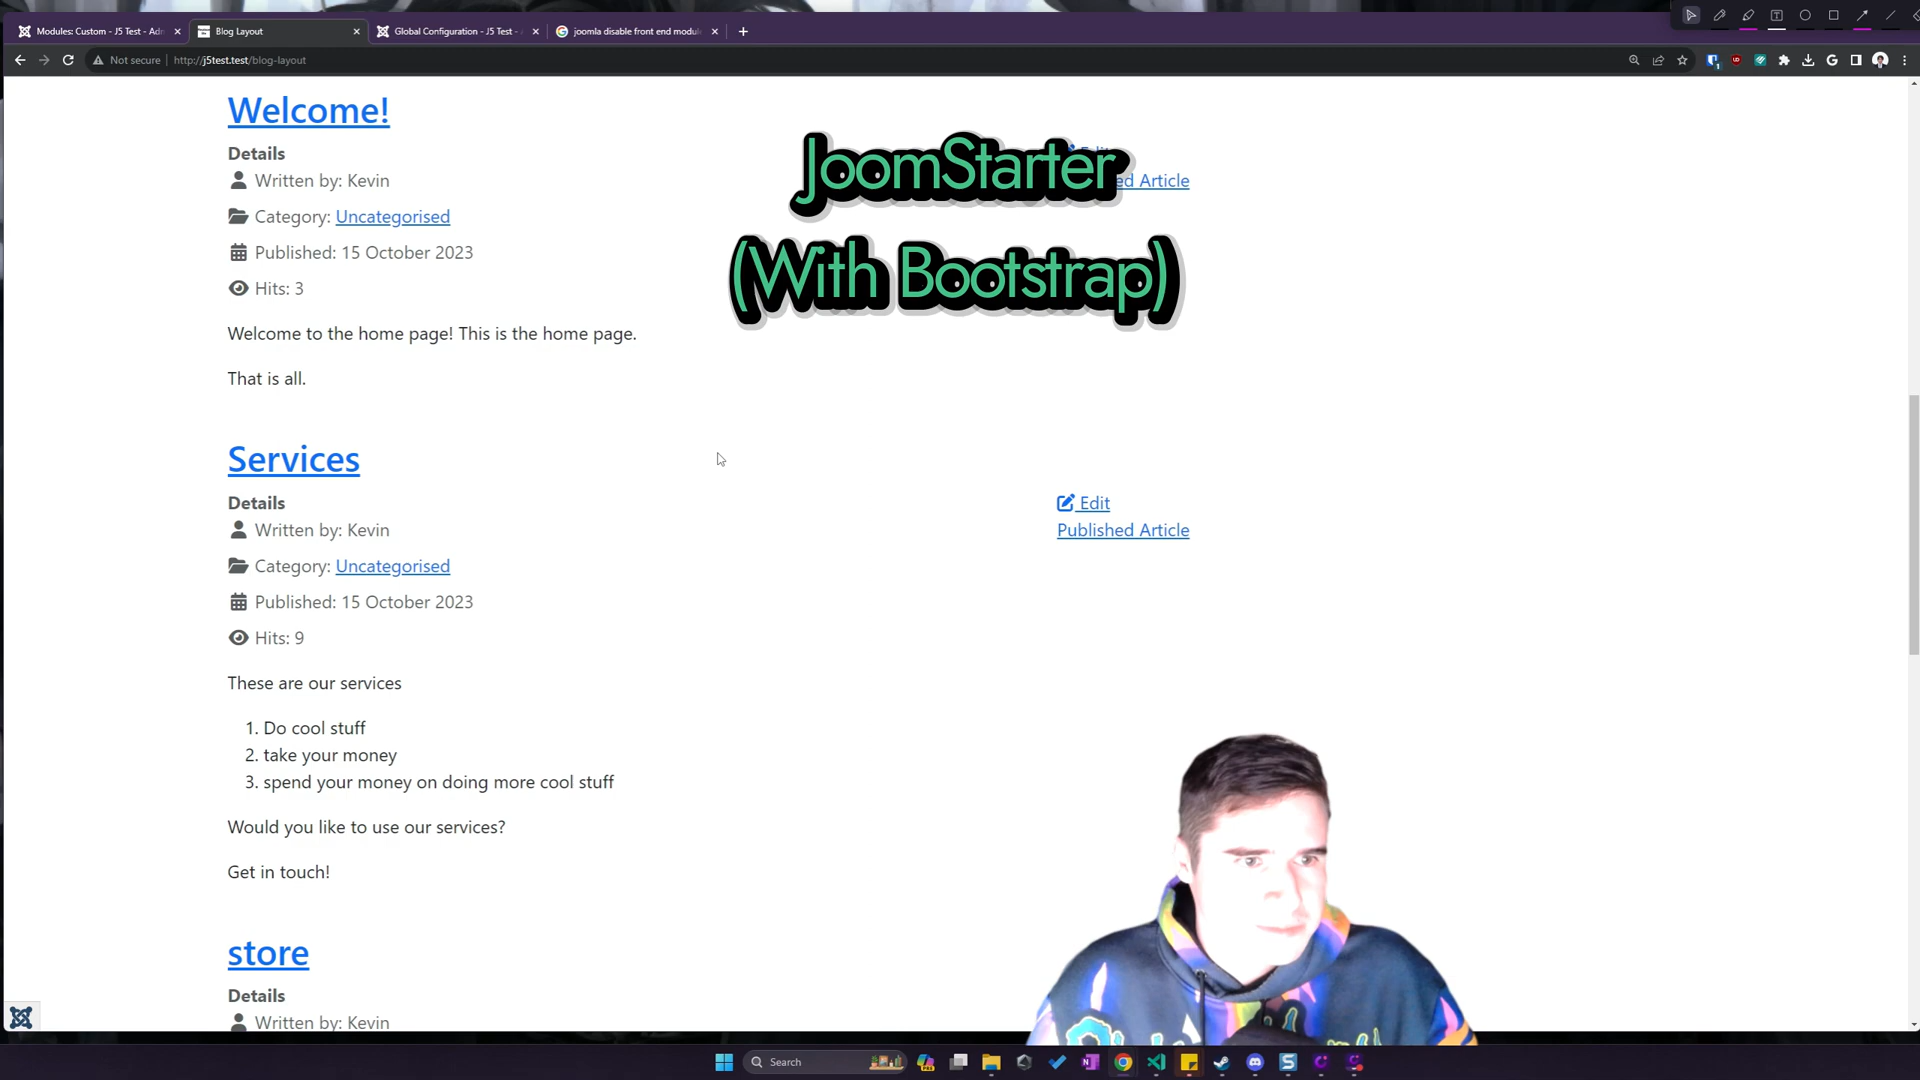 Modules: Custom - J5 Test - Adm
Blog Layout
Global Configuration - J5 Test -
joomla disable front end modul
Not secure
http://j5test.test/blog-layout
Welcome!
Details
Written by: Kevin
Category: Uncategorised
Published: 15 October 2023
Hits: 3
Welcome to the home page! This is the home page.
That is all.
JoomStarter
(With Bootstrap)
Edit
ed Article
Services
Details
Written by: Kevin
Category: Uncategorised
Published: 15 October 2023
Hits: 9
Edit
Published Article
These are our services
1. Do cool stuff
2. take your money
3. spend your money on doing more cool stuff
Would you like to use our services?
Get in touch!
store
Details
Written by: Kevin
Search